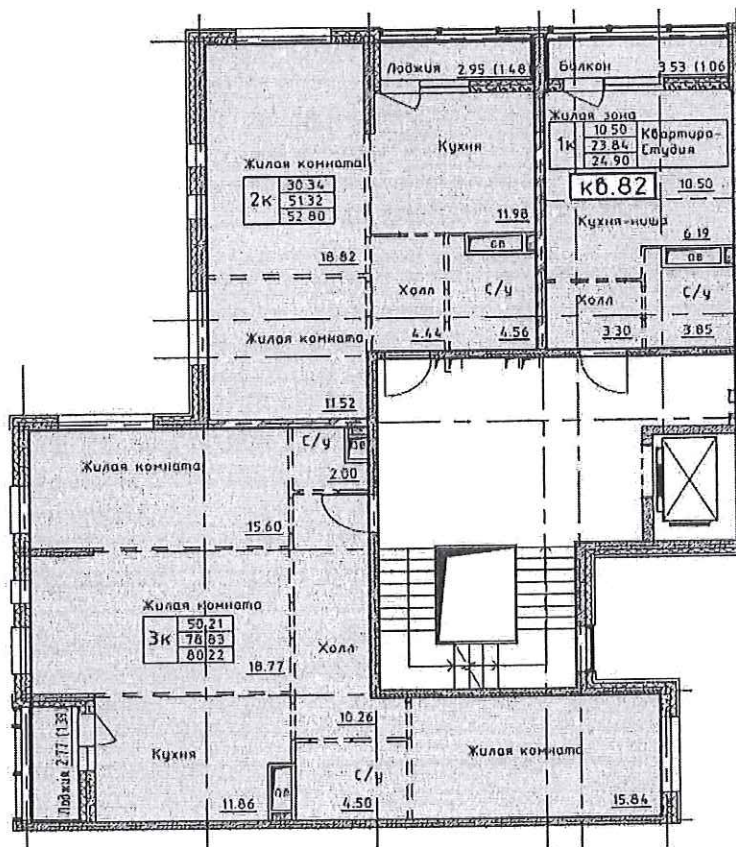 Лоджия 2.95 (1.48)
Балкон 3.53 (1.06
Кухня
11.98
Жилая зона
1к 10.50 Квартира-
23.84 Студия
24.90
кв.82 10.50
Жилая комната
2к 30.34
51.32
52.80
18.82
Кухня-ниша
6.19
ОП
ПВ
Холл
4.44
С/у
4.56
Холл
3.30
С/у
3.85
Жилая комната
11.52
С/у
ПВ
2.00
Жилая комната
15.60
Жилая комната
3к 50.21
78.83
80.22
18.77
Холл
10.26
Лоджия 2.77 (1.39)
Кухня
11.86
С/у
4.50
Жилая комната
15.84